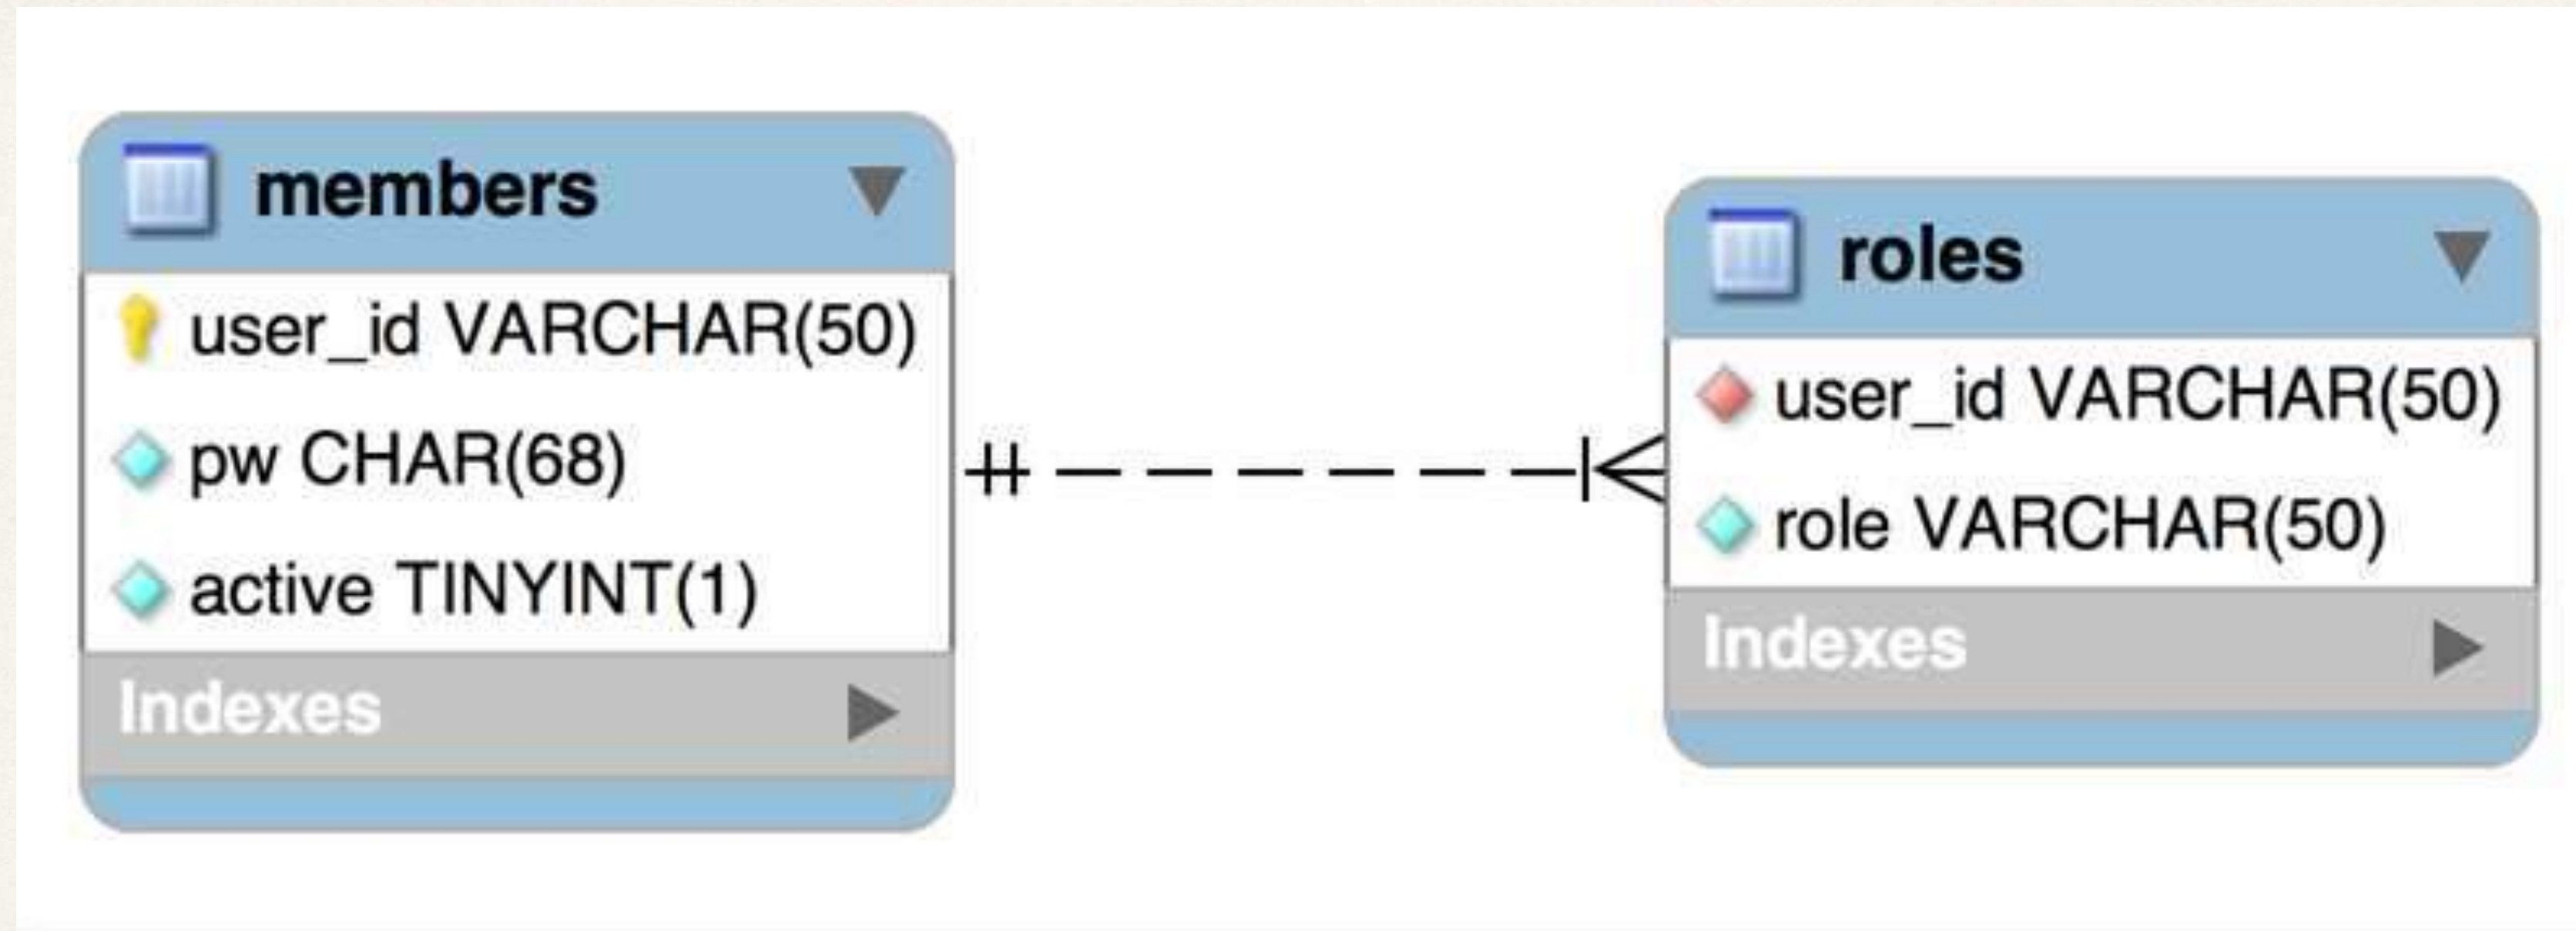 members
user_id VARCHAR(50)
pw CHAR(68)
active TINYINT(1)
Indexes
roles
user_id VARCHAR(50)
role VARCHAR(50)
Indexes